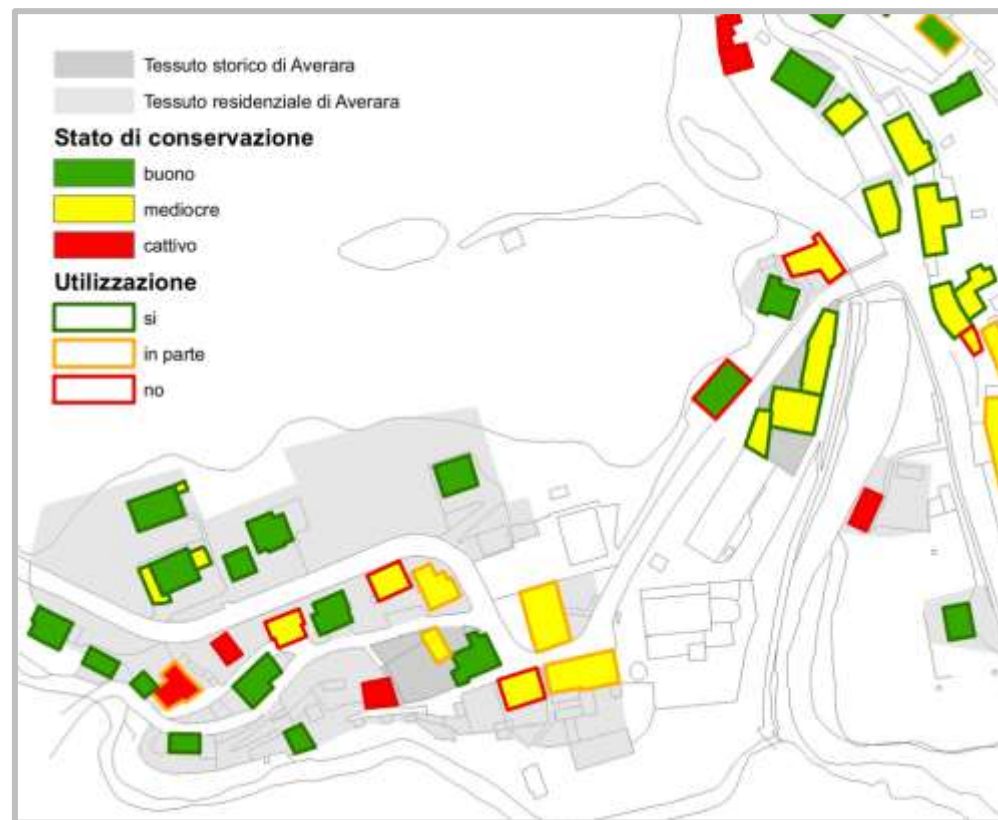 Tessuto storico di Averara
Tessuto residenziale di Averara
Stato di conservazione
buono
mediocre
cattivo
Utilizzazione
si
in parte
no